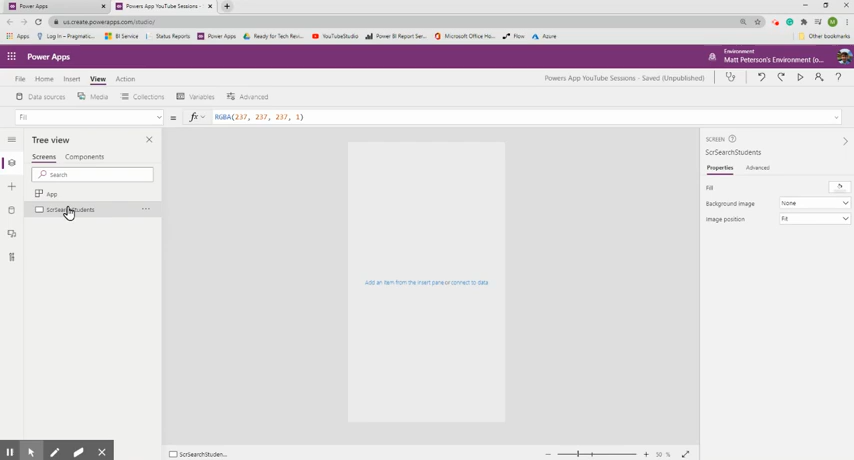 Power Apps
Powers App YouTube Sessions -
us.create.powerapps.com/studio/
Apps
Log In – Pragmatic...
BI Service
Status Reports
Power Apps
Ready for Tech Rev...
YouTubeStudio
Power BI Report Ser...
Microsoft Office Ho...
Flow
Azure
Other bookmarks
Power Apps
Environment
Matt Peterson's Environment (o...
File Home Insert View Action
Powers App YouTube Sessions - Saved (Unpublished)
Data sources Media Collections Variables Advanced
Fill = fx RGBA(237, 237, 237, 1)
Tree view
Screens Components
Search
App
ScrSearchStudents
Add an item from the insert pane or connect to data
SCREEN
ScrSearchStudents
Properties Advanced
Fill
Background image None
Image position Fit
ScrSearchStuden...
50 %